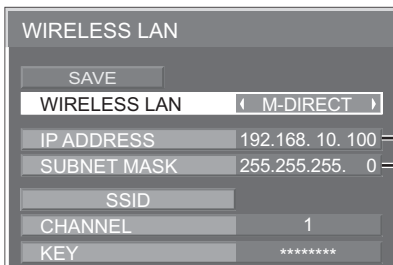 WIRELESS LAN
SAVE
WIRELESS LAN M-DIRECT
IP ADDRESS 192.168. 10. 100
SUBNET MASK 255.255.255. 0
SSID
CHANNEL 1
KEY ********